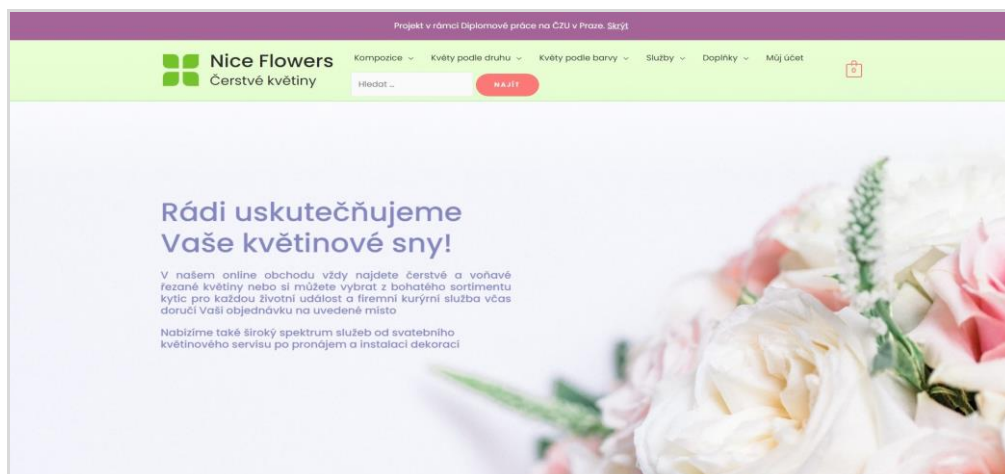 Projekt v rámci Diplomové práce na ČZU v Praze. Skrýt
Nice Flowers
Čerstvé květiny
Kompozice
Květy podle druhu
Květy podle barvy
Služby
Doplňky
Můj účet
0
Hledat ...
NAJÍT
Rádi uskutečňujeme
Vaše květinové sny!
V našem online obchodu vždy najdete čerstvé a voňavé
řezané květiny nebo si můžete vybrat z bohatého sortimentu
kytic pro každou životní událost a firemní kurýrní služba včas
doručí Vaší objednávku na uvedené místo
Nabízíme také široký spektrum služeb od svatebního
květinového servisu po pronájem a instalaci dekorací